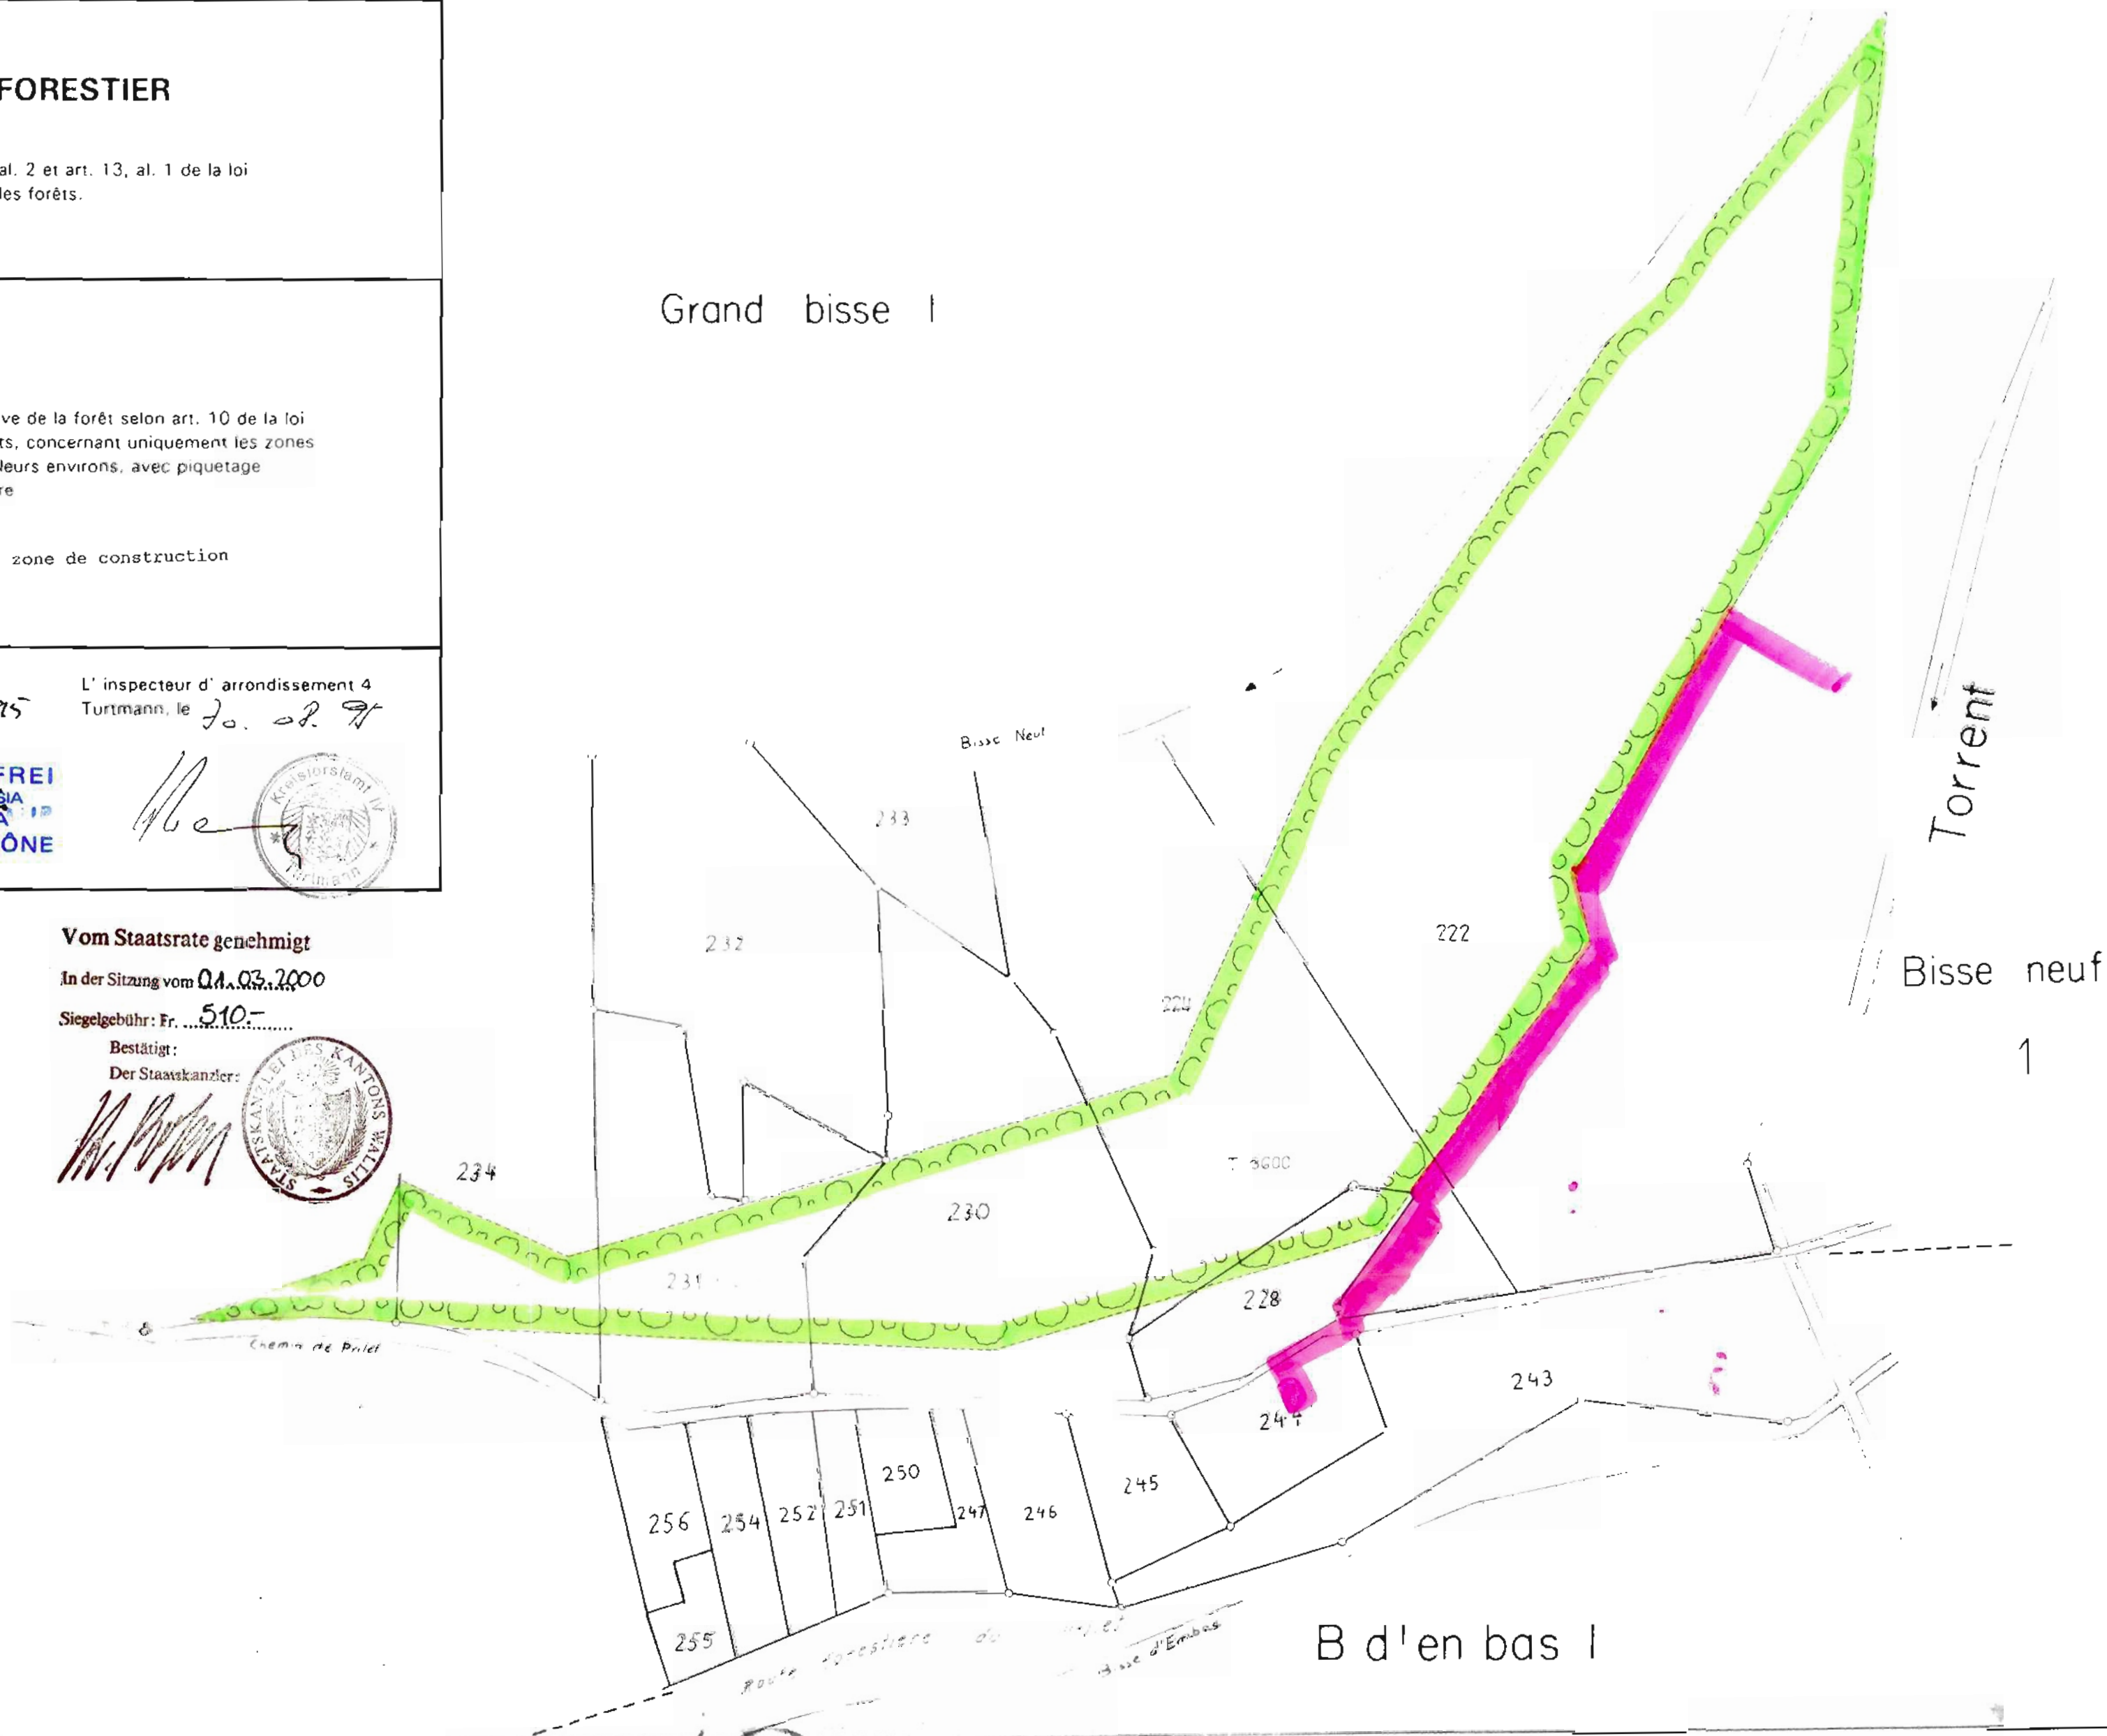 FORESTIER
al. 2 et art. 13, al. 1 de la loi
les forêts.
ve de la forêt selon art. 10 de la loi
ts, concernant uniquement les zones
leurs environs, avec piquetage
re
zone de construction
L' inspecteur d' arrondissement 4
Turtmann, le
FREI
SIA
ÔNE
Kreisforstamt IV
Turtmann
Vom Staatsrate genehmigt
In der Sitzung vom 01.03.2000
Siegelgebühr: Fr. 510.-
Bestätigt:
Der Staatskanzler:
STAATSKANZLEI DES KANTONS WALLIS
Grand bisse I
Bisse Neuf
233
232
222
224
Torrent
Bisse neuf
1
234
230
231
228
Chemin de Prilet
243
244
245
246
247
250
251
252
254
256
255
Route forestière du
Bisse d'Embas
B d'en bas I